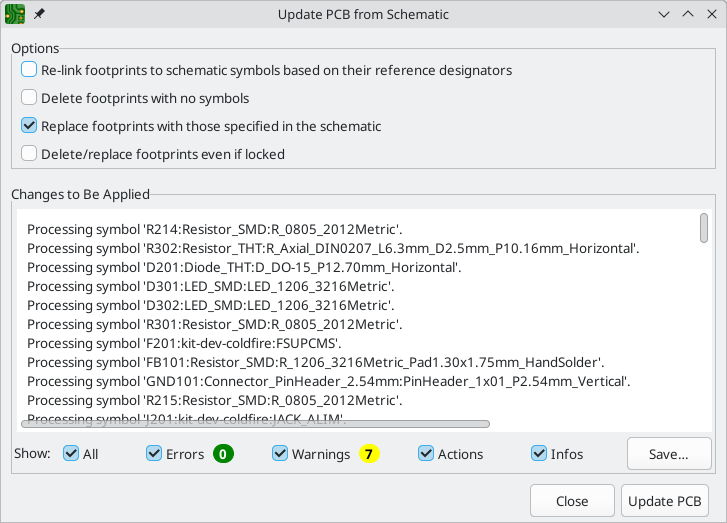 Update PCB from Schematic
Options
Re-link footprints to schematic symbols based on their reference designators
Delete footprints with no symbols
Replace footprints with those specified in the schematic
Delete/replace footprints even if locked
Changes to Be Applied
Processing symbol 'R214:Resistor_SMD:R_0805_2012Metric'.
Processing symbol 'R302:Resistor_THT:R_Axial_DIN0207_L6.3mm_D2.5mm_P10.16mm_Horizontal'.
Processing symbol 'D201:Diode_THT:D_DO-15_P12.70mm_Horizontal'.
Processing symbol 'D301:LED_SMD:LED_1206_3216Metric'.
Processing symbol 'D302:LED_SMD:LED_1206_3216Metric'.
Processing symbol 'R301:Resistor_SMD:R_0805_2012Metric'.
Processing symbol 'F201:kit-dev-coldfire:FSUPCMS'.
Processing symbol 'FB101:Resistor_SMD:R_1206_3216Metric_Pad1.30x1.75mm_HandSolder'.
Processing symbol 'GND101:Connector_PinHeader_2.54mm:PinHeader_1x01_P2.54mm_Vertical'.
Processing symbol 'R215:Resistor_SMD:R_0805_2012Metric'.
Processing symbol 'J201:kit-dev-coldfire:JACK_ALIM'.
Show: All Errors 0 Warnings 7 Actions Infos Save...
Close Update PCB